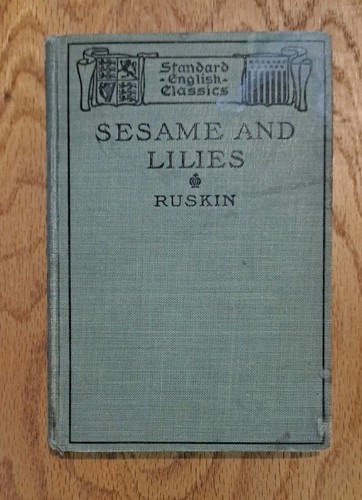 Standard
English
Classics
SESAME AND
LILIES
RUSKIN